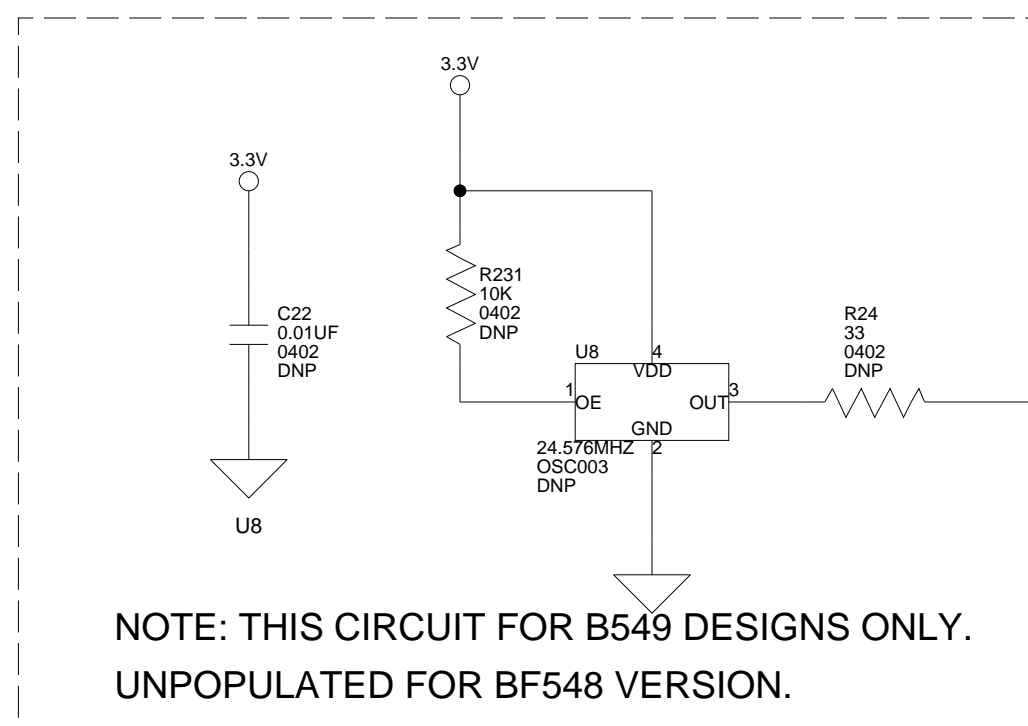 3.3V
3.3V
C22
0.01UF
0402
DNP
U8
R231
10K
0402
DNP
U8
4
VDD
1
OE
OUT
3
GND
2
24.576MHZ
OSC003
DNP
R24
33
0402
DNP
NOTE: THIS CIRCUIT FOR B549 DESIGNS ONLY.
UNPOPULATED FOR BF548 VERSION.